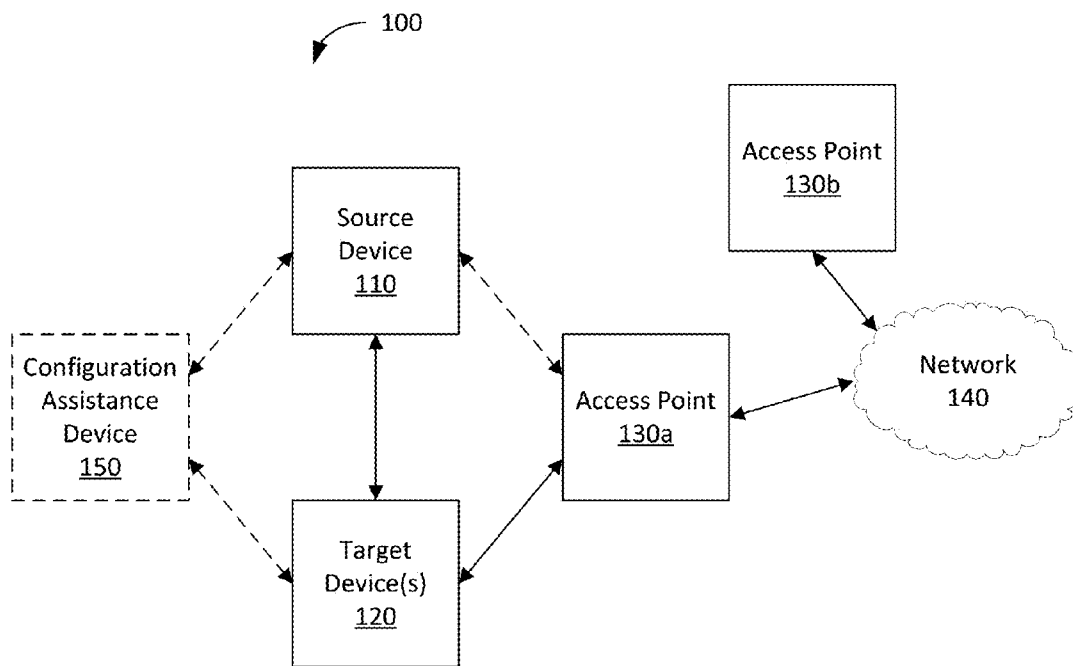 100
Access Point
130b
Source
Device
110
Configuration
Assistance
Device
150
Access Point
130a
Network
140
Target
Device(s)
120